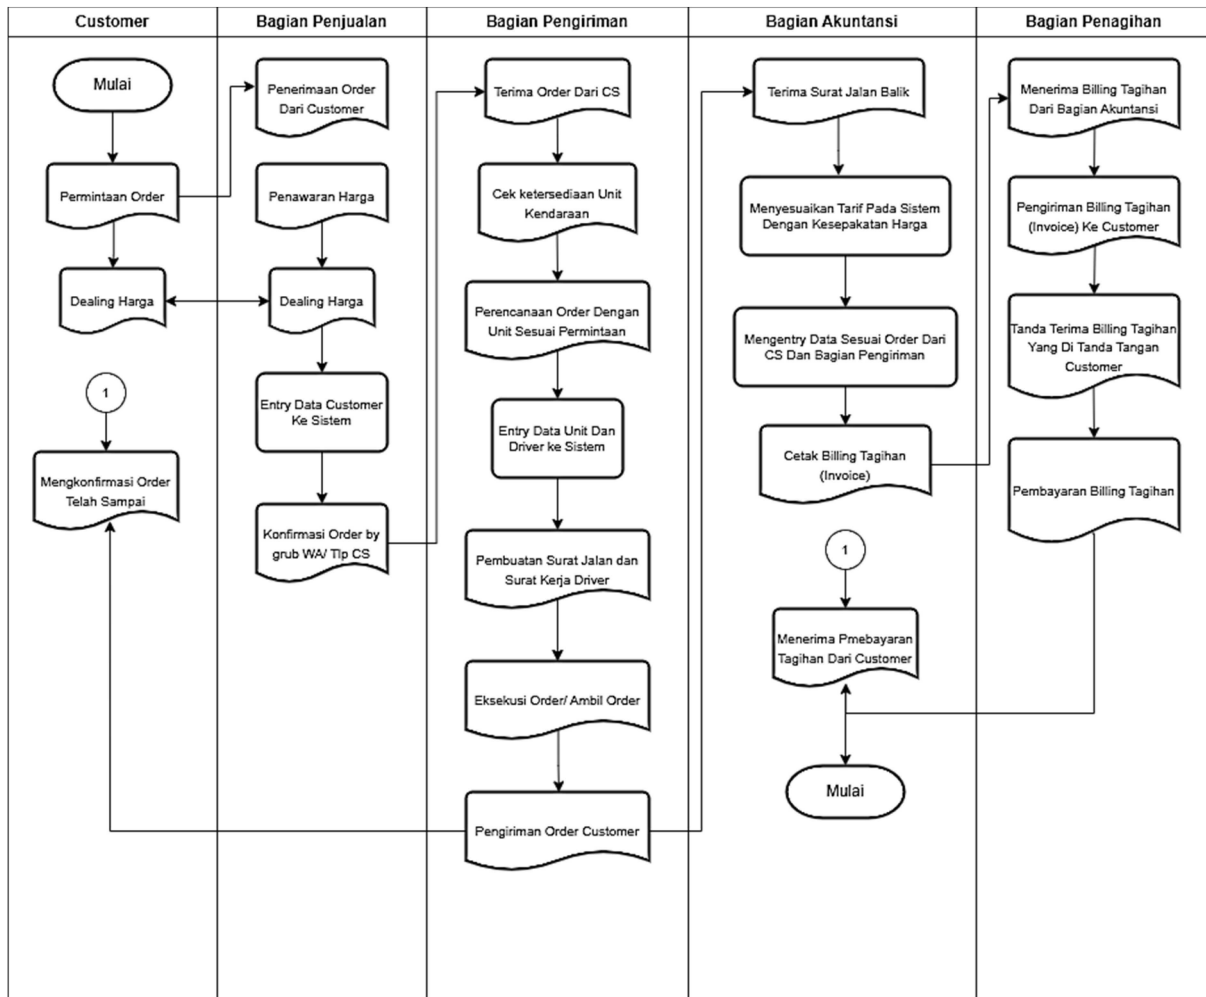 Customer
Bagian Penjualan
Bagian Pengiriman
Bagian Akuntansi
Bagian Penagihan
Mulai
Permintaan Order
Dealing Harga
1
Mengkonfirmasi Order
Telah Sampai
Penerimaan Order
Dari Customer
Penawaran Harga
Dealing Harga
Entry Data Customer
Ke Sistem
Konfirmasi Order by
grub WA/ Tlp CS
Terima Order Dari CS
Cek ketersediaan Unit
Kendaraan
Perencanaan Order Dengan
Unit Sesuai Permintaan
Entry Data Unit Dan
Driver ke Sistem
Pembuatan Surat Jalan dan
Surat Kerja Driver
Eksekusi Order/ Ambil Order
Pengiriman Order Customer
Terima Surat Jalan Balik
Menyesuaikan Tarif Pada Sistem
Dengan Kesepakatan Harga
Mengentry Data Sesuai Order Dari
CS Dan Bagian Pengiriman
Cetak Billing Tagihan
(Invoice)
1
Menerima Pmebayaran
Tagihan Dari Customer
Mulai
Menerima Billing Tagihan
Dari Bagian Akuntansi
Pengiriman Billing Tagihan
(Invoice) Ke Customer
Tanda Terima Billing Tagihan
Yang Di Tanda Tangan
Customer
Pembayaran Billing Tagihan